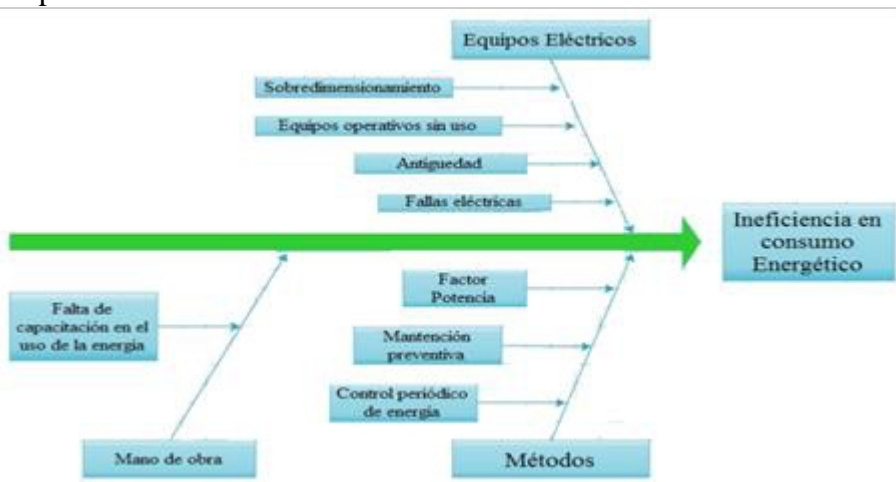 Equipos Eléctricos
Sobredimensionamiento
Equipos operativos sin uso
Antiguedad
Fallas eléctricas
Ineficiencia en
consumo
Energético
Factor
Potencia
Falta de
capacitación en el
uso de la energía
Mantención
preventiva
Control periódico
de energía
Mano de obra
Métodos